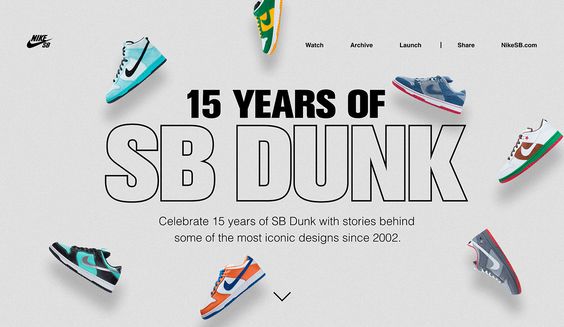 NIKE
SB
Watch Archive Launch | Share NikeSB.com
15 YEARS OF
SB DUNK
Celebrate 15 years of SB Dunk with stories behind
some of the most iconic designs since 2002.